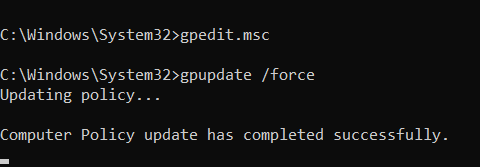 C:\Windows\System32>gpedit.msc
C:\Windows\System32>gpupdate /force
Updating policy...
Computer Policy update has completed successfully.